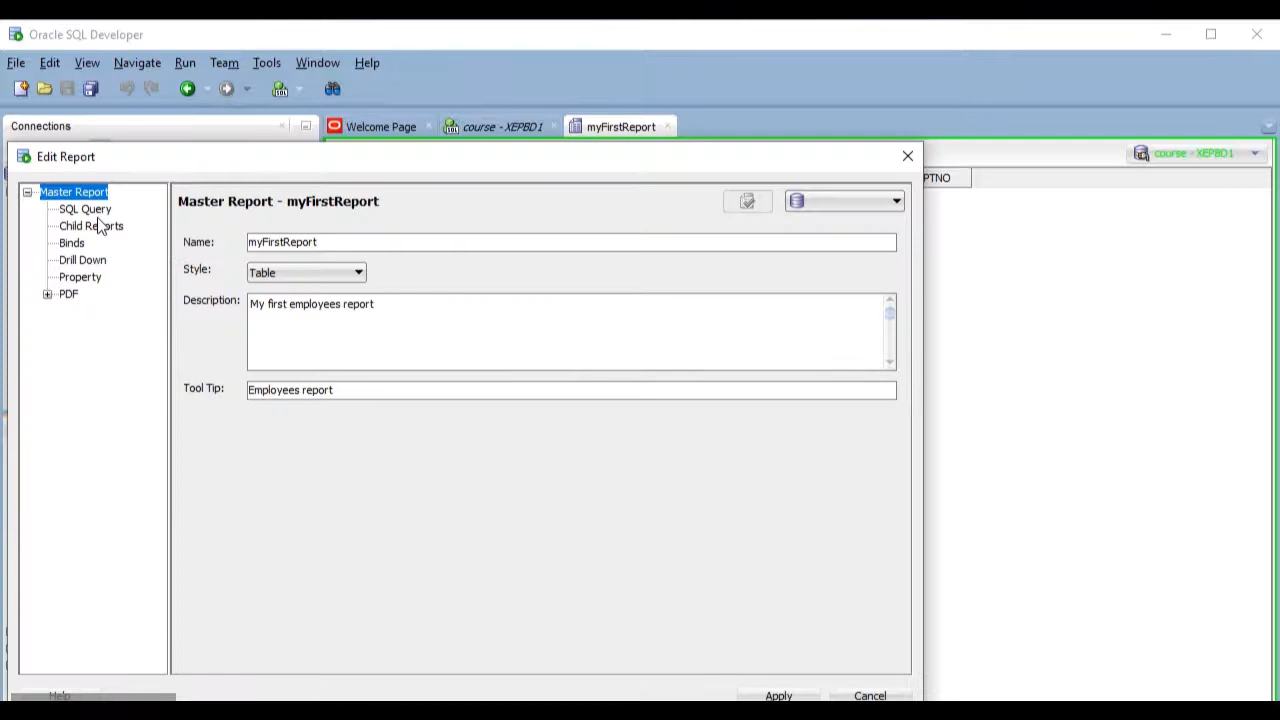 Oracle SQL Developer
File Edit View Navigate Run Team Tools Window Help
Connections
Welcome Page
course - XEPBD1
myFirstReport
Edit Report
course - XEPBD1
PTNO
Master Report
SQL Query
Child Reports
Binds
Drill Down
Property
PDF
Master Report - myFirstReport
Name: myFirstReport
Style: Table
Description: My first employees report
Tool Tip: Employees report
Help
Apply
Cancel